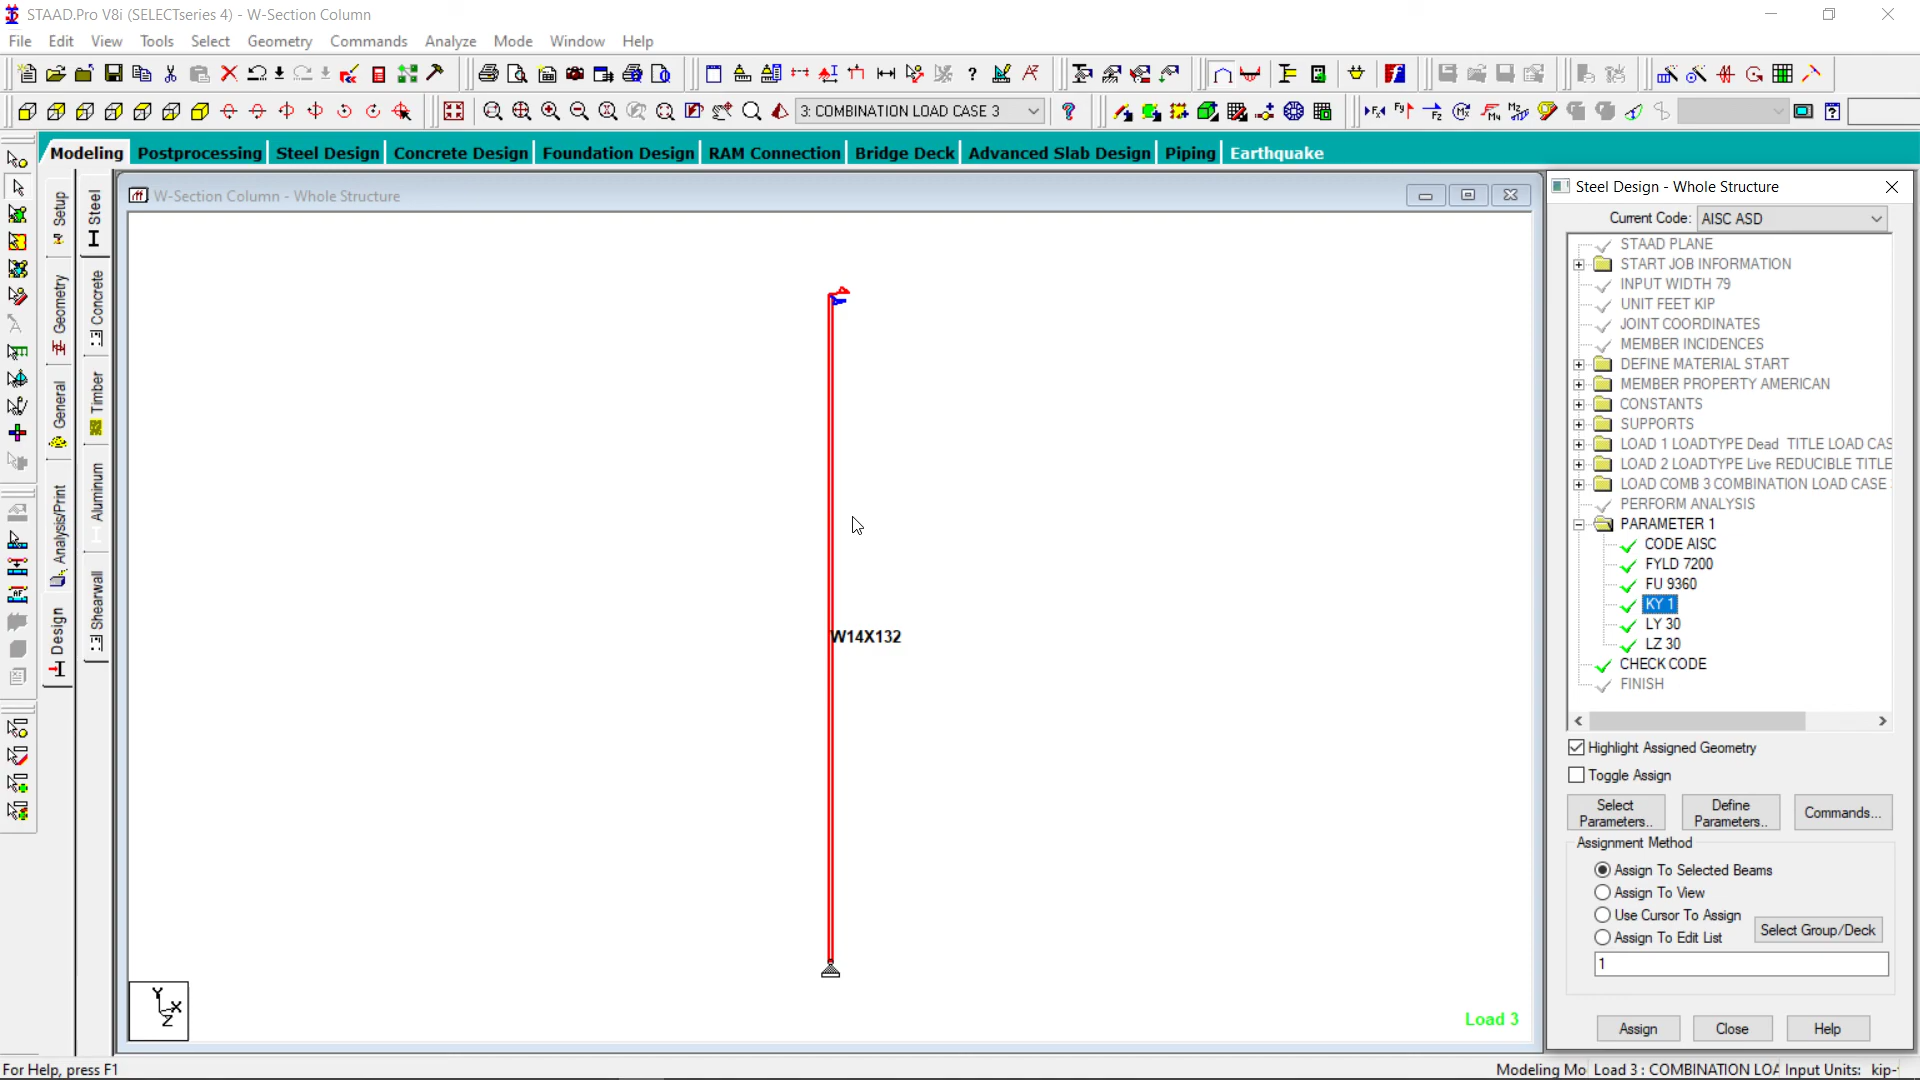 STAAD.Pro V8i (SELECTseries 4) - W-Section Column
File Edit View Tools Select Geometry Commands Analyze Mode Window Help
3: COMBINATION LOAD CASE 3
Modeling Postprocessing Steel Design Concrete Design Foundation Design RAM Connection Bridge Deck Advanced Slab Design Piping Earthquake
Setup
Geometry
General
Analysis/Print
Design
Steel
Concrete
Timber
Aluminum
Shearwall
W-Section Column - Whole Structure
W14X132
Y
X
Z
Load 3
Steel Design - Whole Structure
Current Code: AISC ASD
STAAD PLANE
START JOB INFORMATION
INPUT WIDTH 79
UNIT FEET KIP
JOINT COORDINATES
MEMBER INCIDENCES
DEFINE MATERIAL START
MEMBER PROPERTY AMERICAN
CONSTANTS
SUPPORTS
LOAD 1 LOADTYPE Dead TITLE LOAD CAS
LOAD 2 LOADTYPE Live REDUCIBLE TITLE
LOAD COMB 3 COMBINATION LOAD CASE
PERFORM ANALYSIS
PARAMETER 1
CODE AISC
FYLD 7200
FU 9360
KY 1
LY 30
LZ 30
CHECK CODE
FINISH
Highlight Assigned Geometry
Toggle Assign
Select Parameters..
Define Parameters..
Commands...
Assignment Method
Assign To Selected Beams
Assign To View
Use Cursor To Assign
Assign To Edit List
Select Group/Deck
1
Assign Close Help
For Help, press F1
Modeling Mo Load 3 : COMBINATION LOA Input Units: kip-